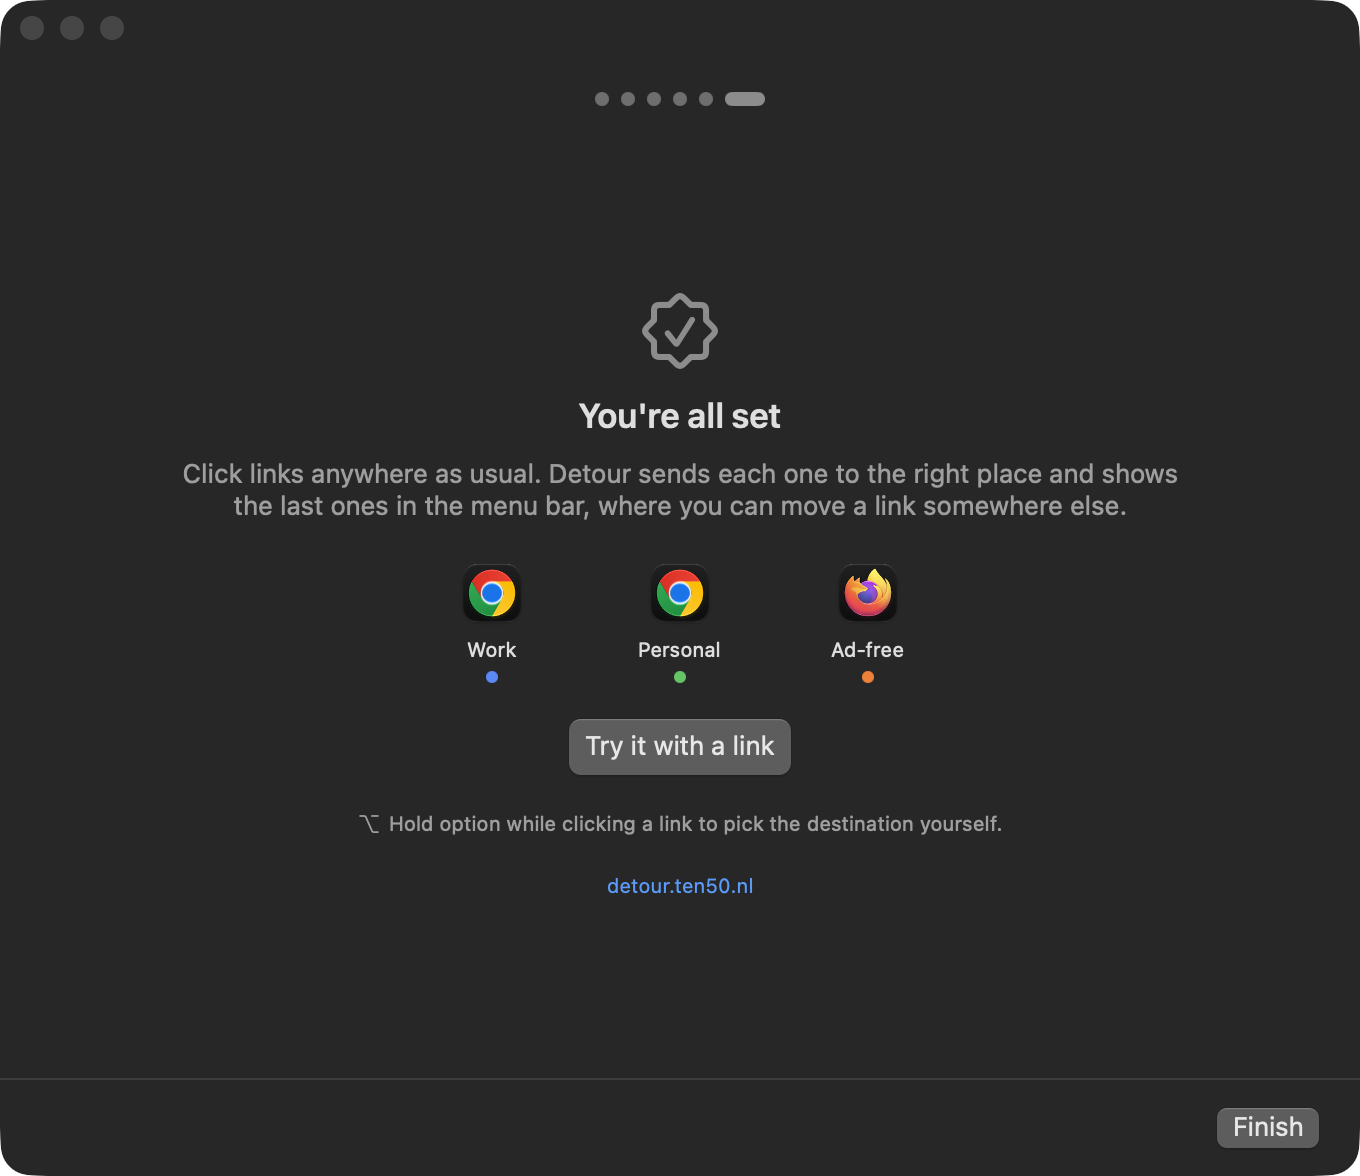 You're all set
Click links anywhere as usual. Detour sends each one to the right place and shows
the last ones in the menu bar, where you can move a link somewhere else.
Work
Personal
Ad-free
Try it with a link
⌥ Hold option while clicking a link to pick the destination yourself.
detour.ten50.nl
Finish